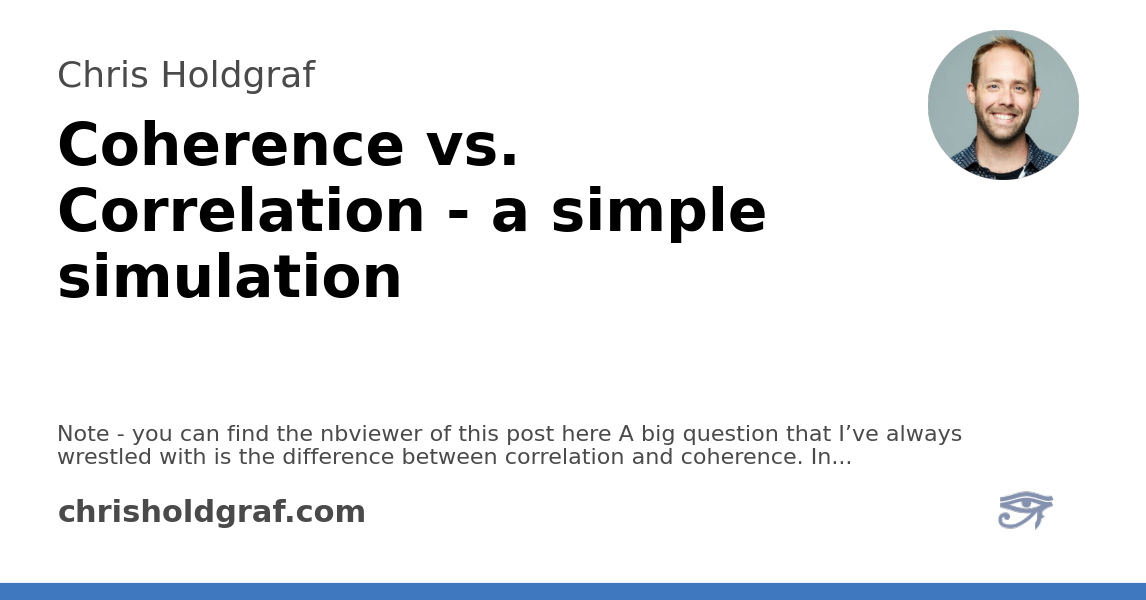 Chris Holdgraf
Coherence vs.
Correlation - a simple
simulation
Note - you can find the nbviewer of this post here A big question that I’ve always
wrestled with is the difference between correlation and coherence. In...
chrisholdgraf.com